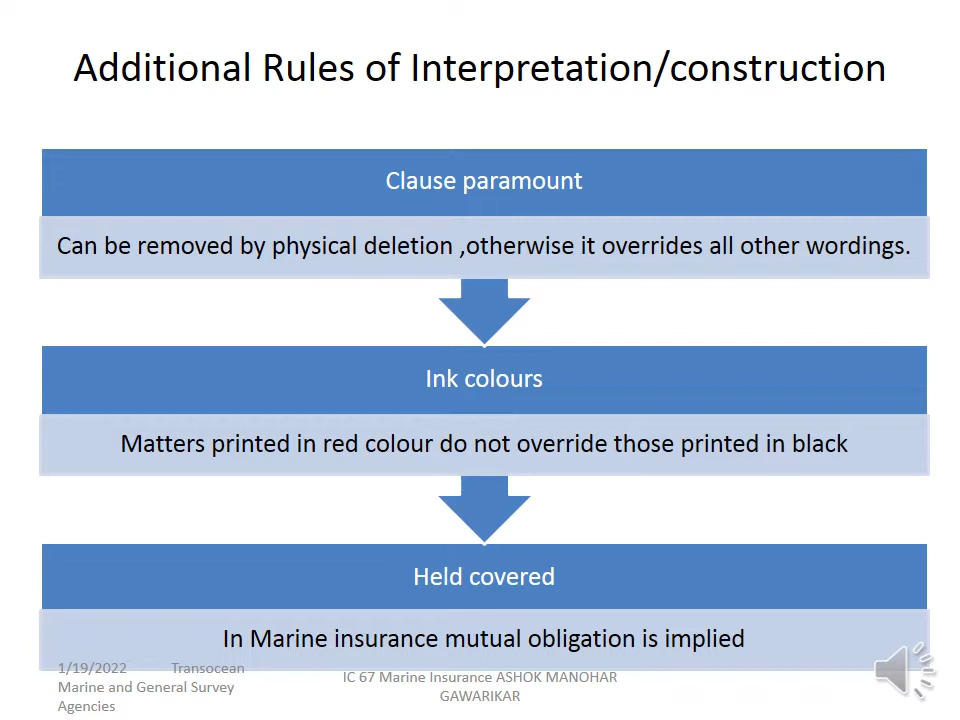 Additional Rules of Interpretation/construction
Clause paramount
Can be removed by physical deletion ,otherwise it overrides all other wordings.
Ink colours
Matters printed in red colour do not override those printed in black
Held covered
In Marine insurance mutual obligation is implied
1/19/2022 Transocean
Marine and General Survey
Agencies
IC 67 Marine Insurance ASHOK MANOHAR
GAWARIKAR